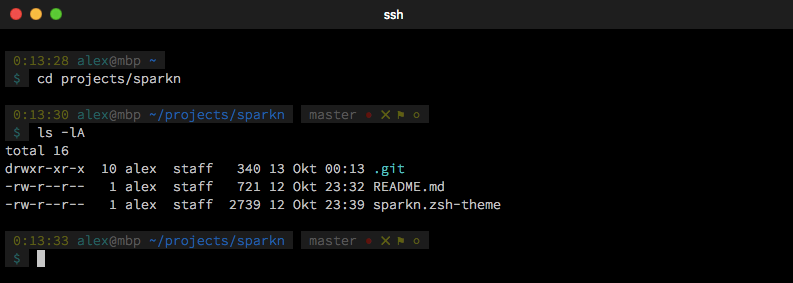 ssh
0:13:28 alex@mbp ~
$ cd projects/sparkn
0:13:30 alex@mbp ~/projects/sparkn master • ✕ ⚑ ○
$ ls -lA
total 16
drwxr-xr-x 10 alex staff 340 13 Okt 00:13 .git
-rw-r--r-- 1 alex staff 721 12 Okt 23:32 README.md
-rw-r--r-- 1 alex staff 2739 12 Okt 23:39 sparkn.zsh-theme
0:13:33 alex@mbp ~/projects/sparkn master • ✕ ⚑ ○
$